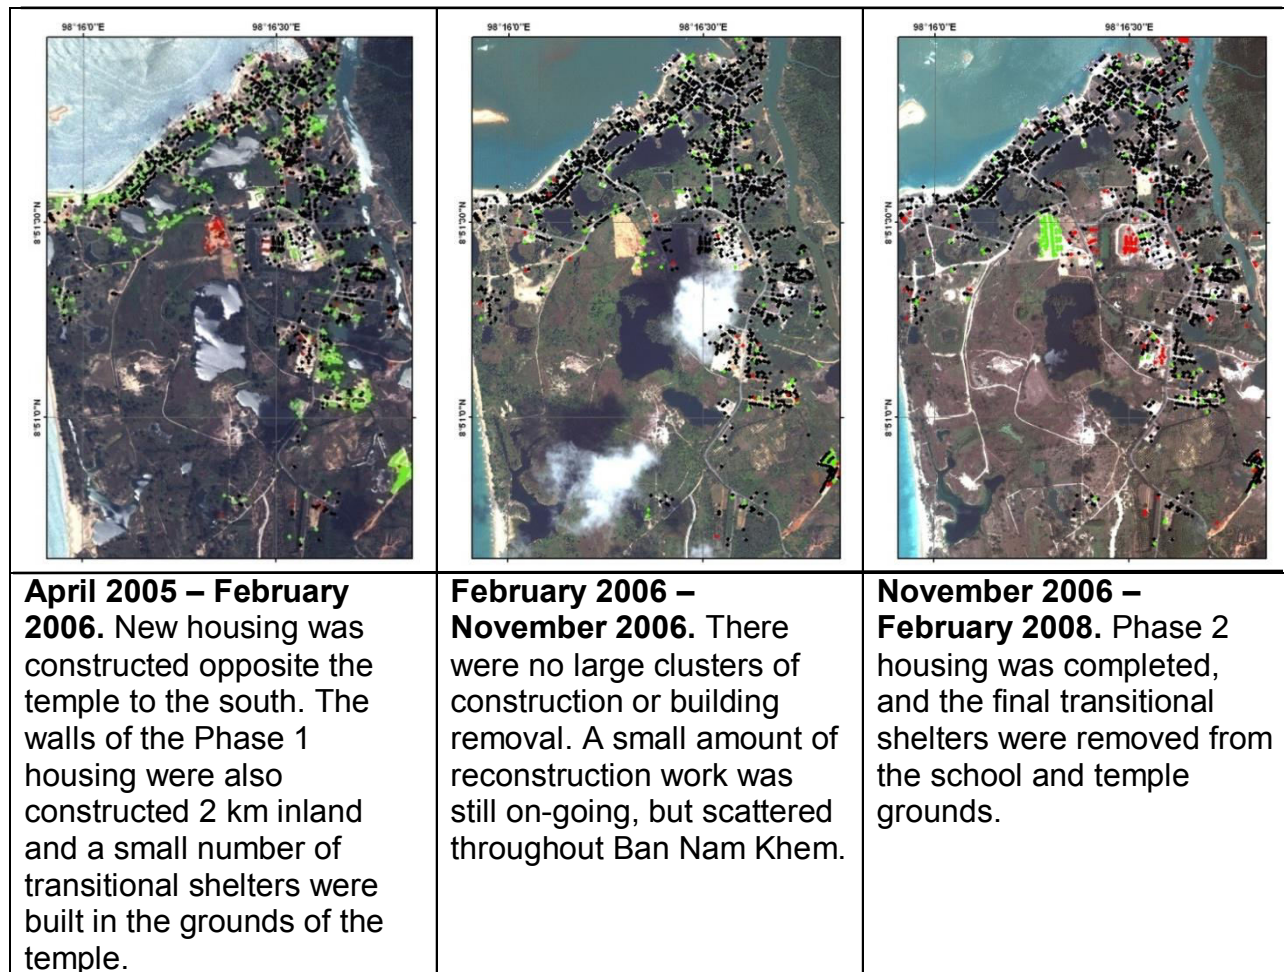 98°16'0"E 98°16'30"E
8°15'30"N
8°51'0"N
98°16'0"E 98°16'30"E
8°51'30"N
8°51'0"N
98°16'0"E 98°16'30"E
8°51'30"N
8°51'0"N
April 2005 – February
2006. New housing was
constructed opposite the
temple to the south. The
walls of the Phase 1
housing were also
constructed 2 km inland
and a small number of
transitional shelters were
built in the grounds of the
temple.
February 2006 –
November 2006. There
were no large clusters of
construction or building
removal. A small amount of
reconstruction work was
still on-going, but scattered
throughout Ban Nam Khem.
November 2006 –
February 2008. Phase 2
housing was completed,
and the final transitional
shelters were removed from
the school and temple
grounds.